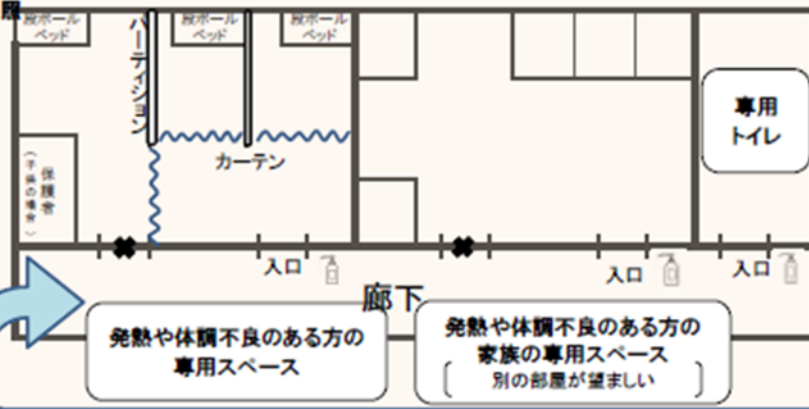 段ボール
ベッド
パーティション
段ボール
ベッド
段ボール
ベッド
専用
トイレ
カーテン
保護者
(子供の場合)
入口
入口
入口
廊下
発熱や体調不良のある方の
専用スペース
発熱や体調不良のある方の
家族の専用スペース
別の部屋が望ましい